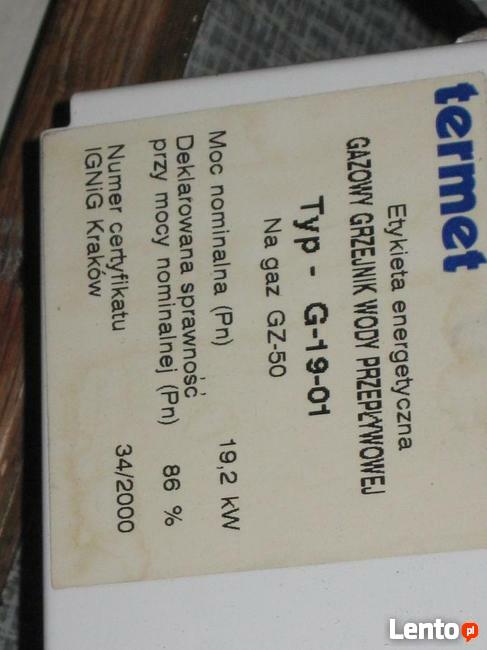 termet
Etykieta energetyczna
GAZOWY GRZEJNIK WODY PRZEPŁYWOWEJ
Typ - G-19-01
Na gaz GZ-50
Moc nominalna (Pn) 19,2 kW
Deklarowana sprawność
przy mocy nominalnej (Pn) 86 %
Numer certyfikatu 34/2000
IGNiG Kraków
Lento.pl